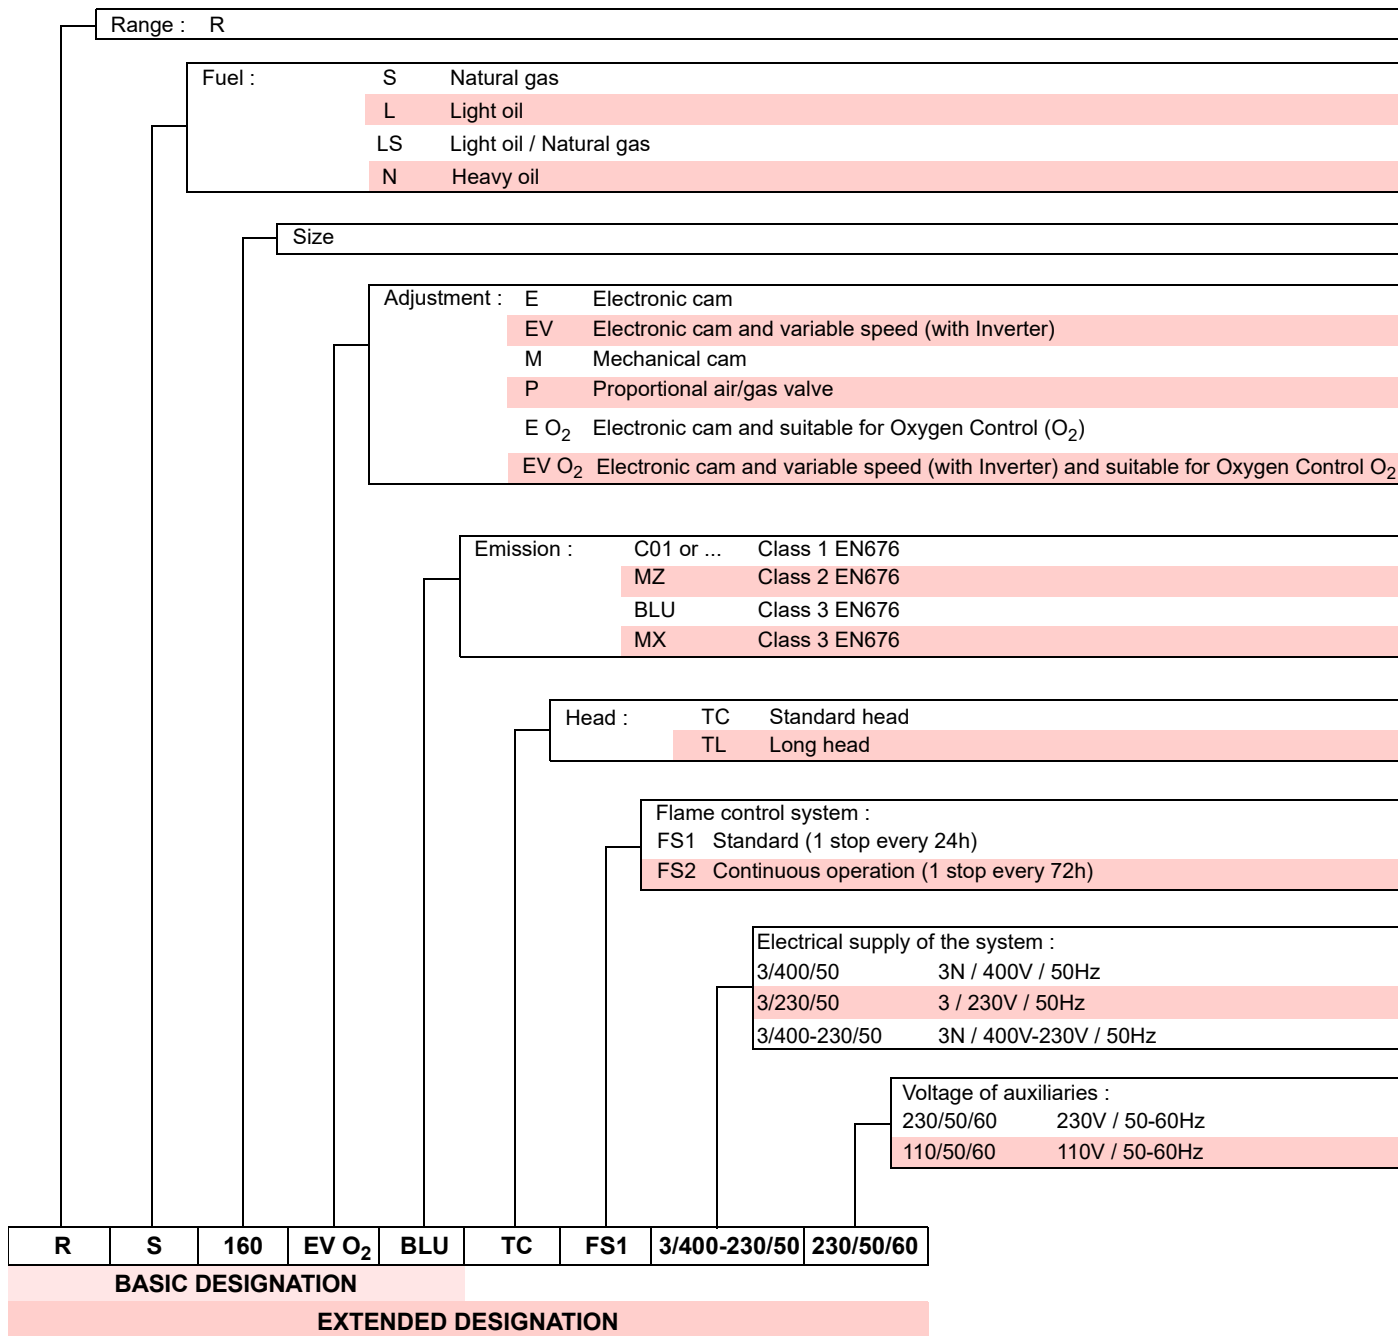 Range : R
Fuel : S Natural gas
L Light oil
LS Light oil / Natural gas
N Heavy oil
Size
Adjustment : E Electronic cam
EV Electronic cam and variable speed (with Inverter)
M Mechanical cam
P Proportional air/gas valve
E O2 Electronic cam and suitable for Oxygen Control (O2)
EV O2 Electronic cam and variable speed (with Inverter) and suitable for Oxygen Control O2
Emission : C01 or ... Class 1 EN676
MZ Class 2 EN676
BLU Class 3 EN676
MX Class 3 EN676
Head : TC Standard head
TL Long head
Flame control system :
FS1 Standard (1 stop every 24h)
FS2 Continuous operation (1 stop every 72h)
Electrical supply of the system :
3/400/50 3N / 400V / 50Hz
3/230/50 3 / 230V / 50Hz
3/400-230/50 3N / 400V-230V / 50Hz
Voltage of auxiliaries :
230/50/60 230V / 50-60Hz
110/50/60 110V / 50-60Hz
R S 160 EV O2 BLU TC FS1 3/400-230/50 230/50/60
BASIC DESIGNATION
EXTENDED DESIGNATION